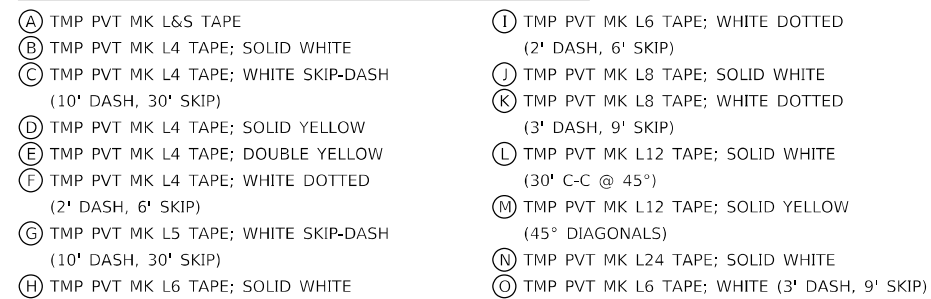 Ⓐ TMP PVT MK L&S TAPE
Ⓑ TMP PVT MK L4 TAPE; SOLID WHITE
Ⓒ TMP PVT MK L4 TAPE; WHITE SKIP-DASH
(10' DASH, 30' SKIP)
Ⓓ TMP PVT MK L4 TAPE; SOLID YELLOW
Ⓔ TMP PVT MK L4 TAPE; DOUBLE YELLOW
Ⓕ TMP PVT MK L4 TAPE; WHITE DOTTED
(2' DASH, 6' SKIP)
Ⓖ TMP PVT MK L5 TAPE; WHITE SKIP-DASH
(10' DASH, 30' SKIP)
Ⓗ TMP PVT MK L6 TAPE; SOLID WHITE
Ⓘ TMP PVT MK L6 TAPE; WHITE DOTTED
(2' DASH, 6' SKIP)
Ⓙ TMP PVT MK L8 TAPE; SOLID WHITE
Ⓚ TMP PVT MK L8 TAPE; WHITE DOTTED
(3' DASH, 9' SKIP)
Ⓛ TMP PVT MK L12 TAPE; SOLID WHITE
(30' C-C @ 45°)
Ⓜ TMP PVT MK L12 TAPE; SOLID YELLOW
(45° DIAGONALS)
Ⓝ TMP PVT MK L24 TAPE; SOLID WHITE
Ⓞ TMP PVT MK L6 TAPE; WHITE (3' DASH, 9' SKIP)